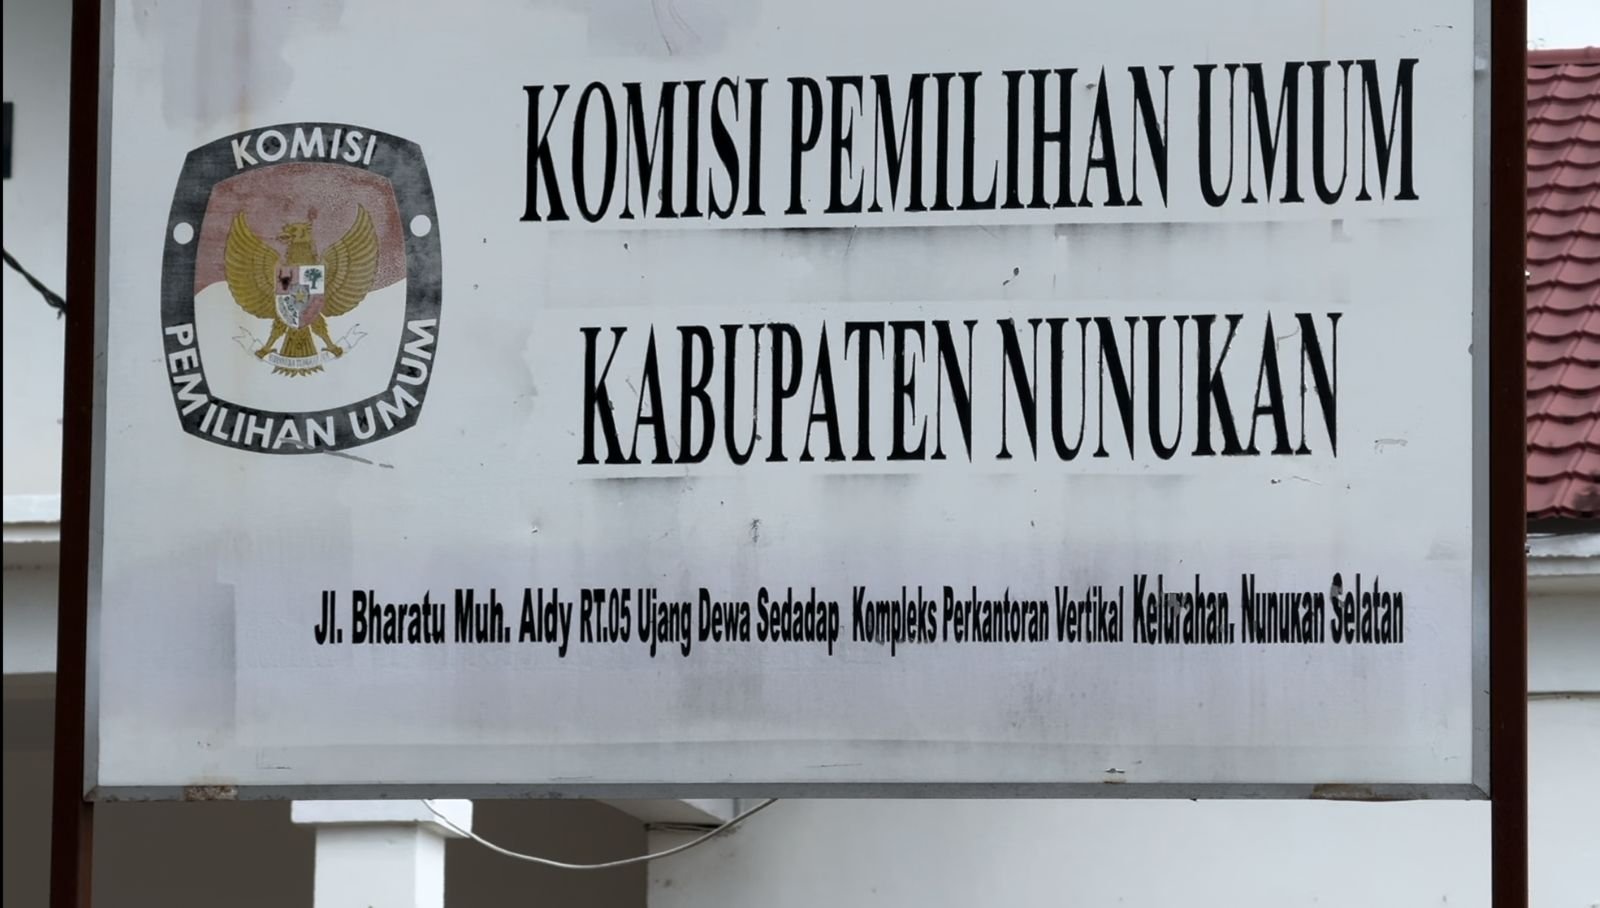 KOMISI PEMILIHAN UMUM
KOMISI
PEMILIHAN UMUM
KABUPATEN NUNUKAN
Jl. Bharatu Muh. Aldy RT.05 Ujang Dewa Sedadap Kompleks Perkantoran Vertikal Kelurahan. Nunukan Selatan